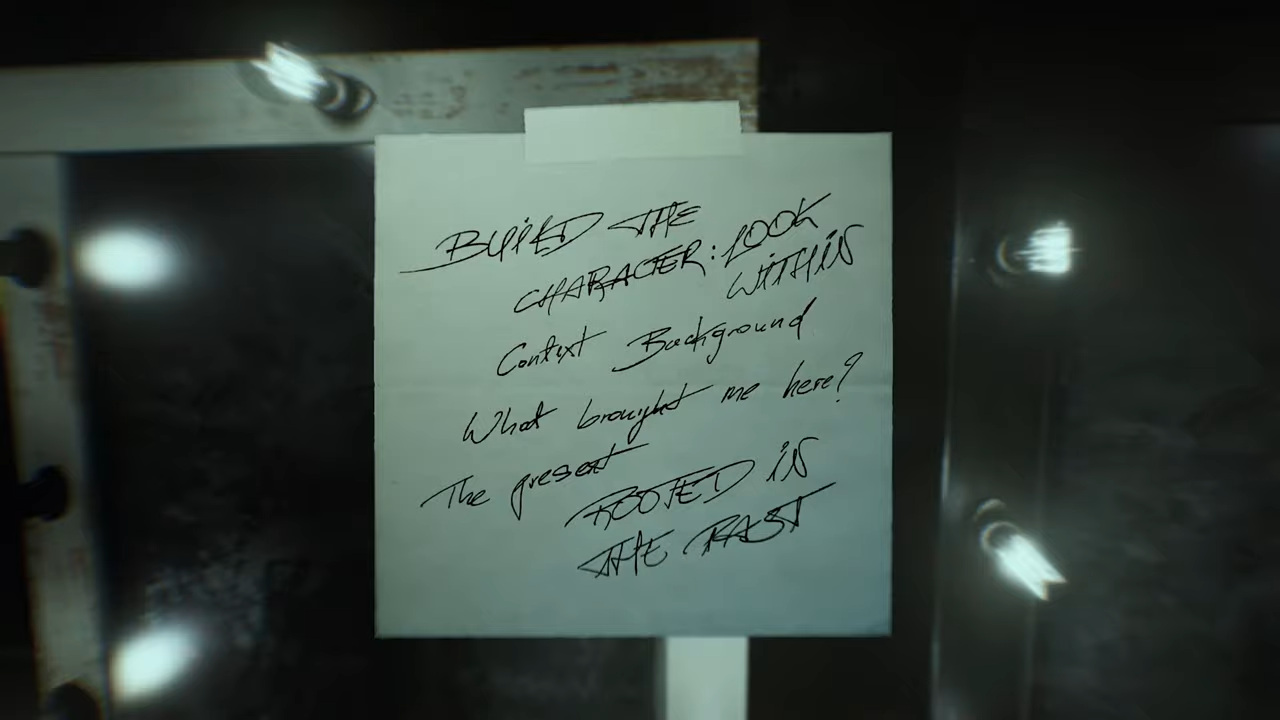 BUILD THE
CHARACTER: LOOK
WITHIN
Context Background
What brought me here?
The present
ROOTED IN
THE PAST